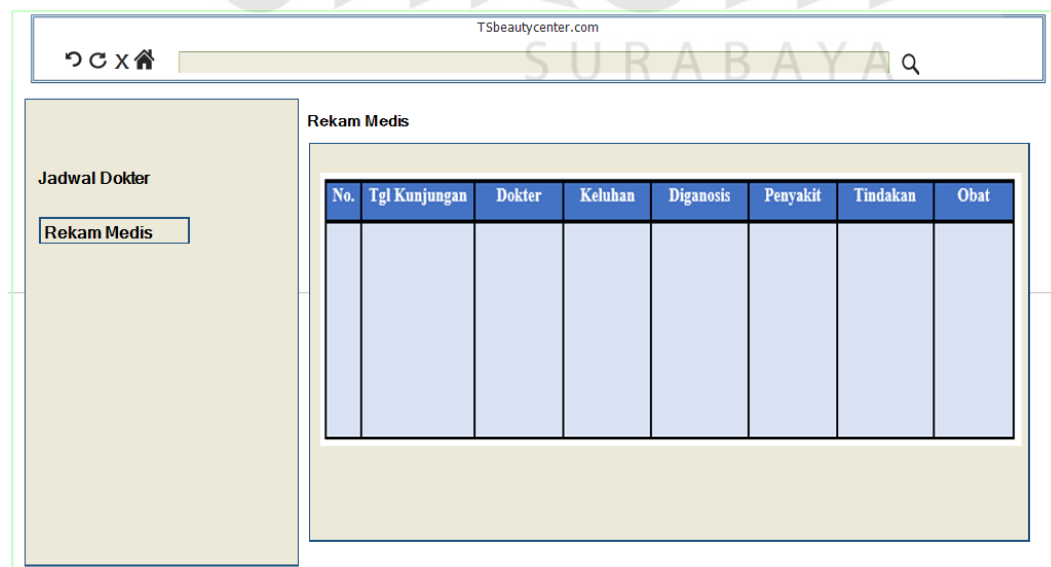 TSbeautycenter.com
SURABAYA
X
Rekam Medis
Jadwal Dokter
Rekam Medis
No. Tgl Kunjungan Dokter Keluhan Diganosis Penyakit Tindakan Obat